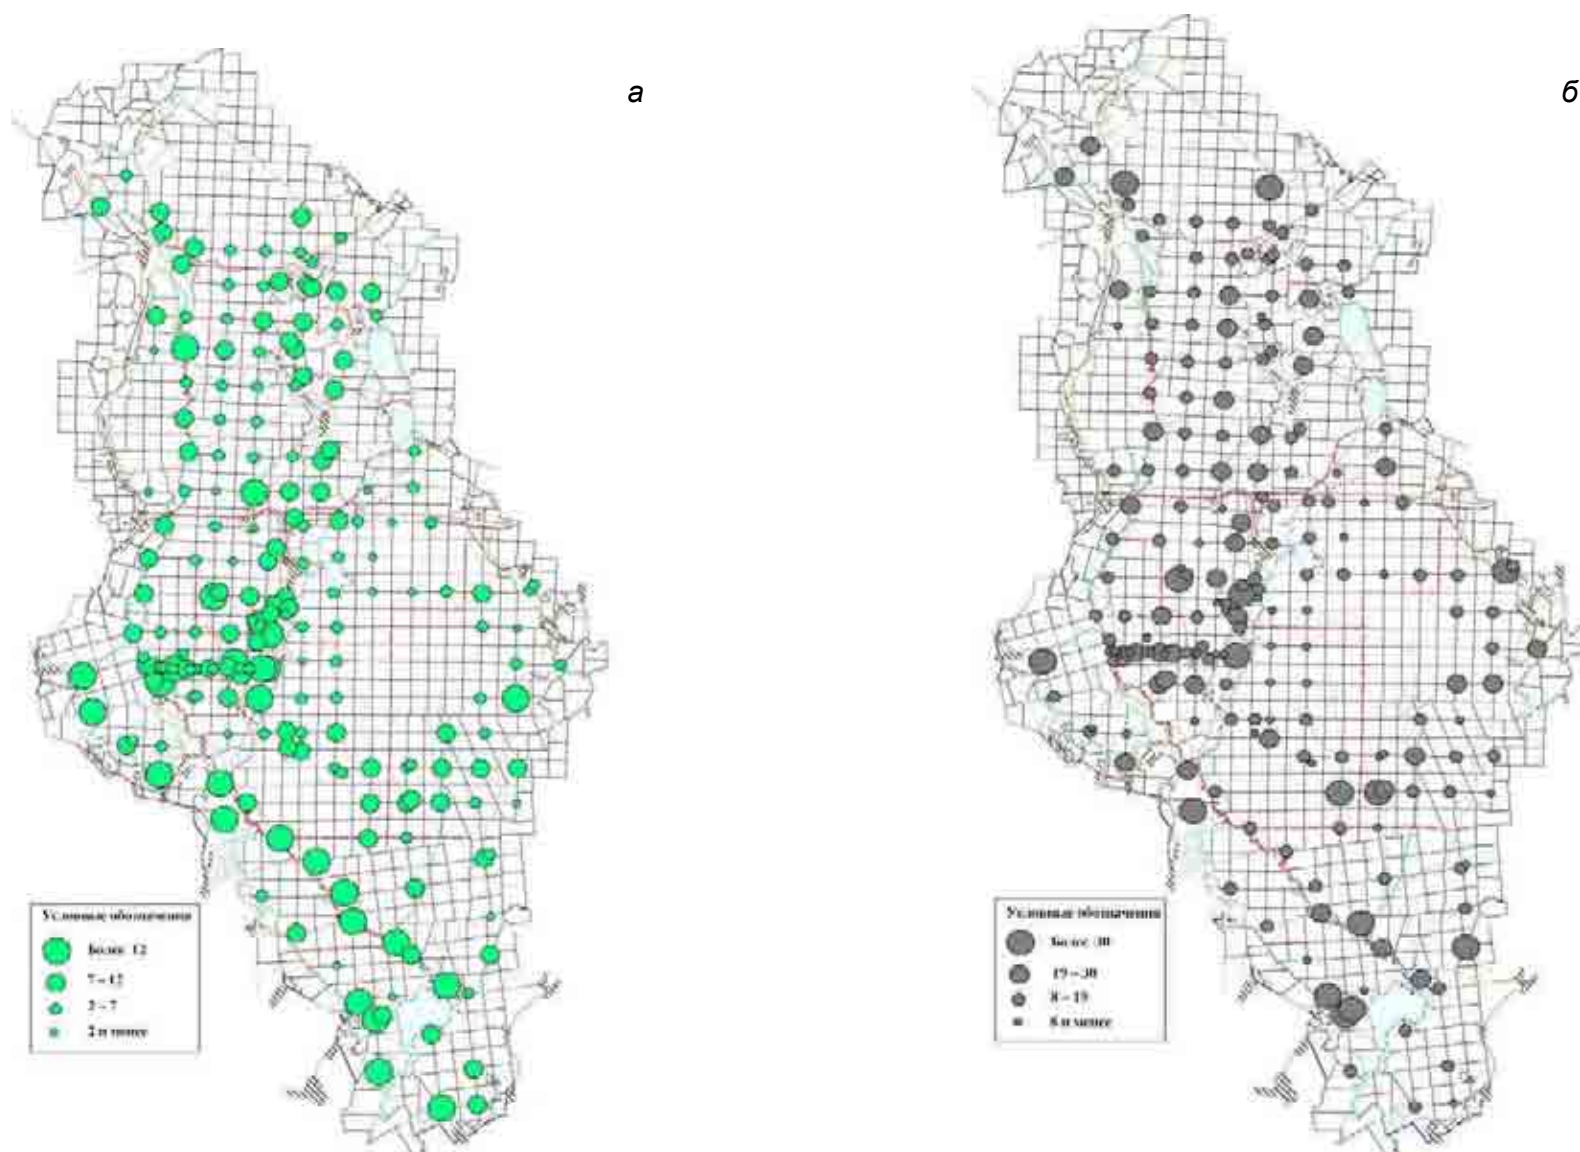 а
б
Условные обозначения
Более 12
7 – 12
2 – 7
2 и менее
Условные обозначения
Более 30
19 – 30
8 – 19
8 и менее